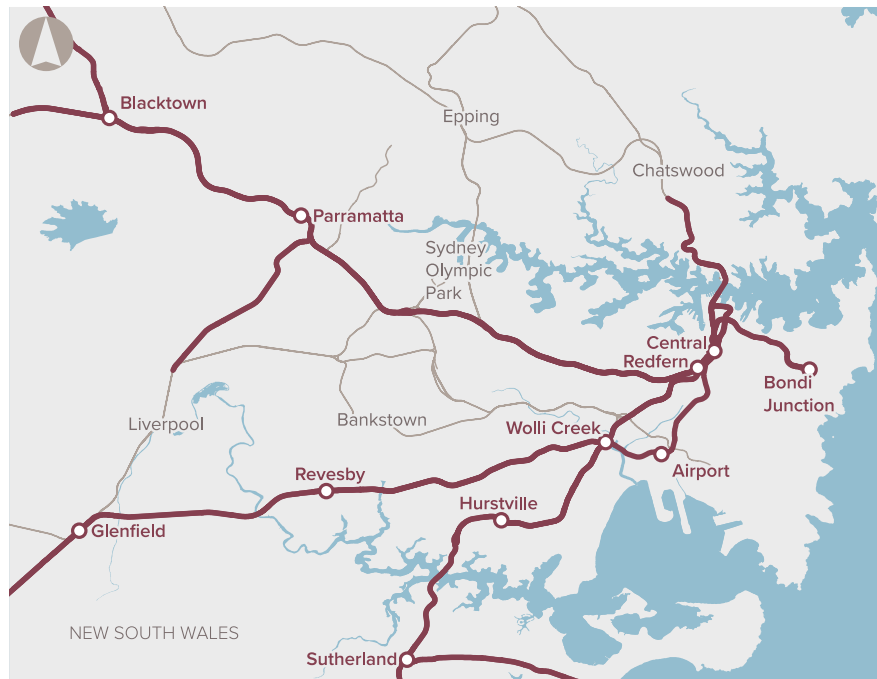 Blacktown
Epping
Chatswood
Parramatta
Sydney
Olympic
Park
Central
Redfern
Bondi
Junction
Liverpool
Bankstown
Wolli Creek
Airport
Revesby
Hurstville
Glenfield
NEW SOUTH WALES
Sutherland